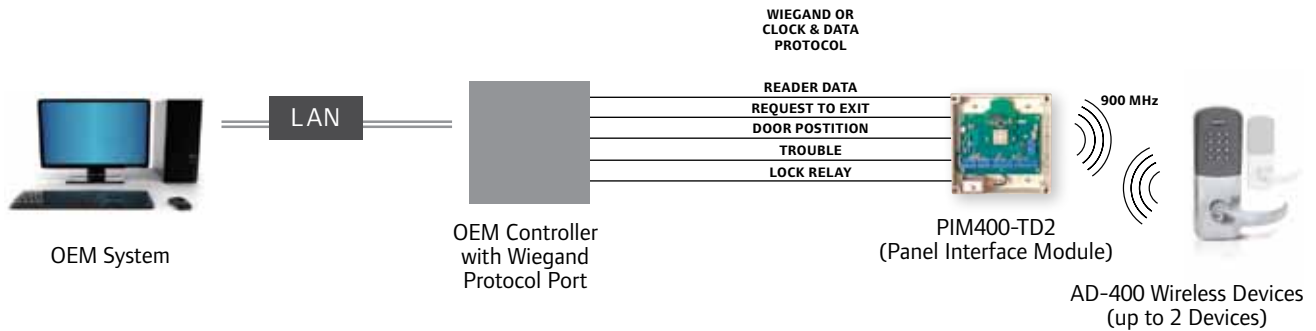 WIEGAND OR
CLOCK & DATA
PROTOCOL
LAN
READER DATA
REQUEST TO EXIT
DOOR POSTITION
TROUBLE
LOCK RELAY
900 MHz
OEM System
OEM Controller
with Wiegand
Protocol Port
PIM400-TD2
(Panel Interface Module)
AD-400 Wireless Devices
(up to 2 Devices)